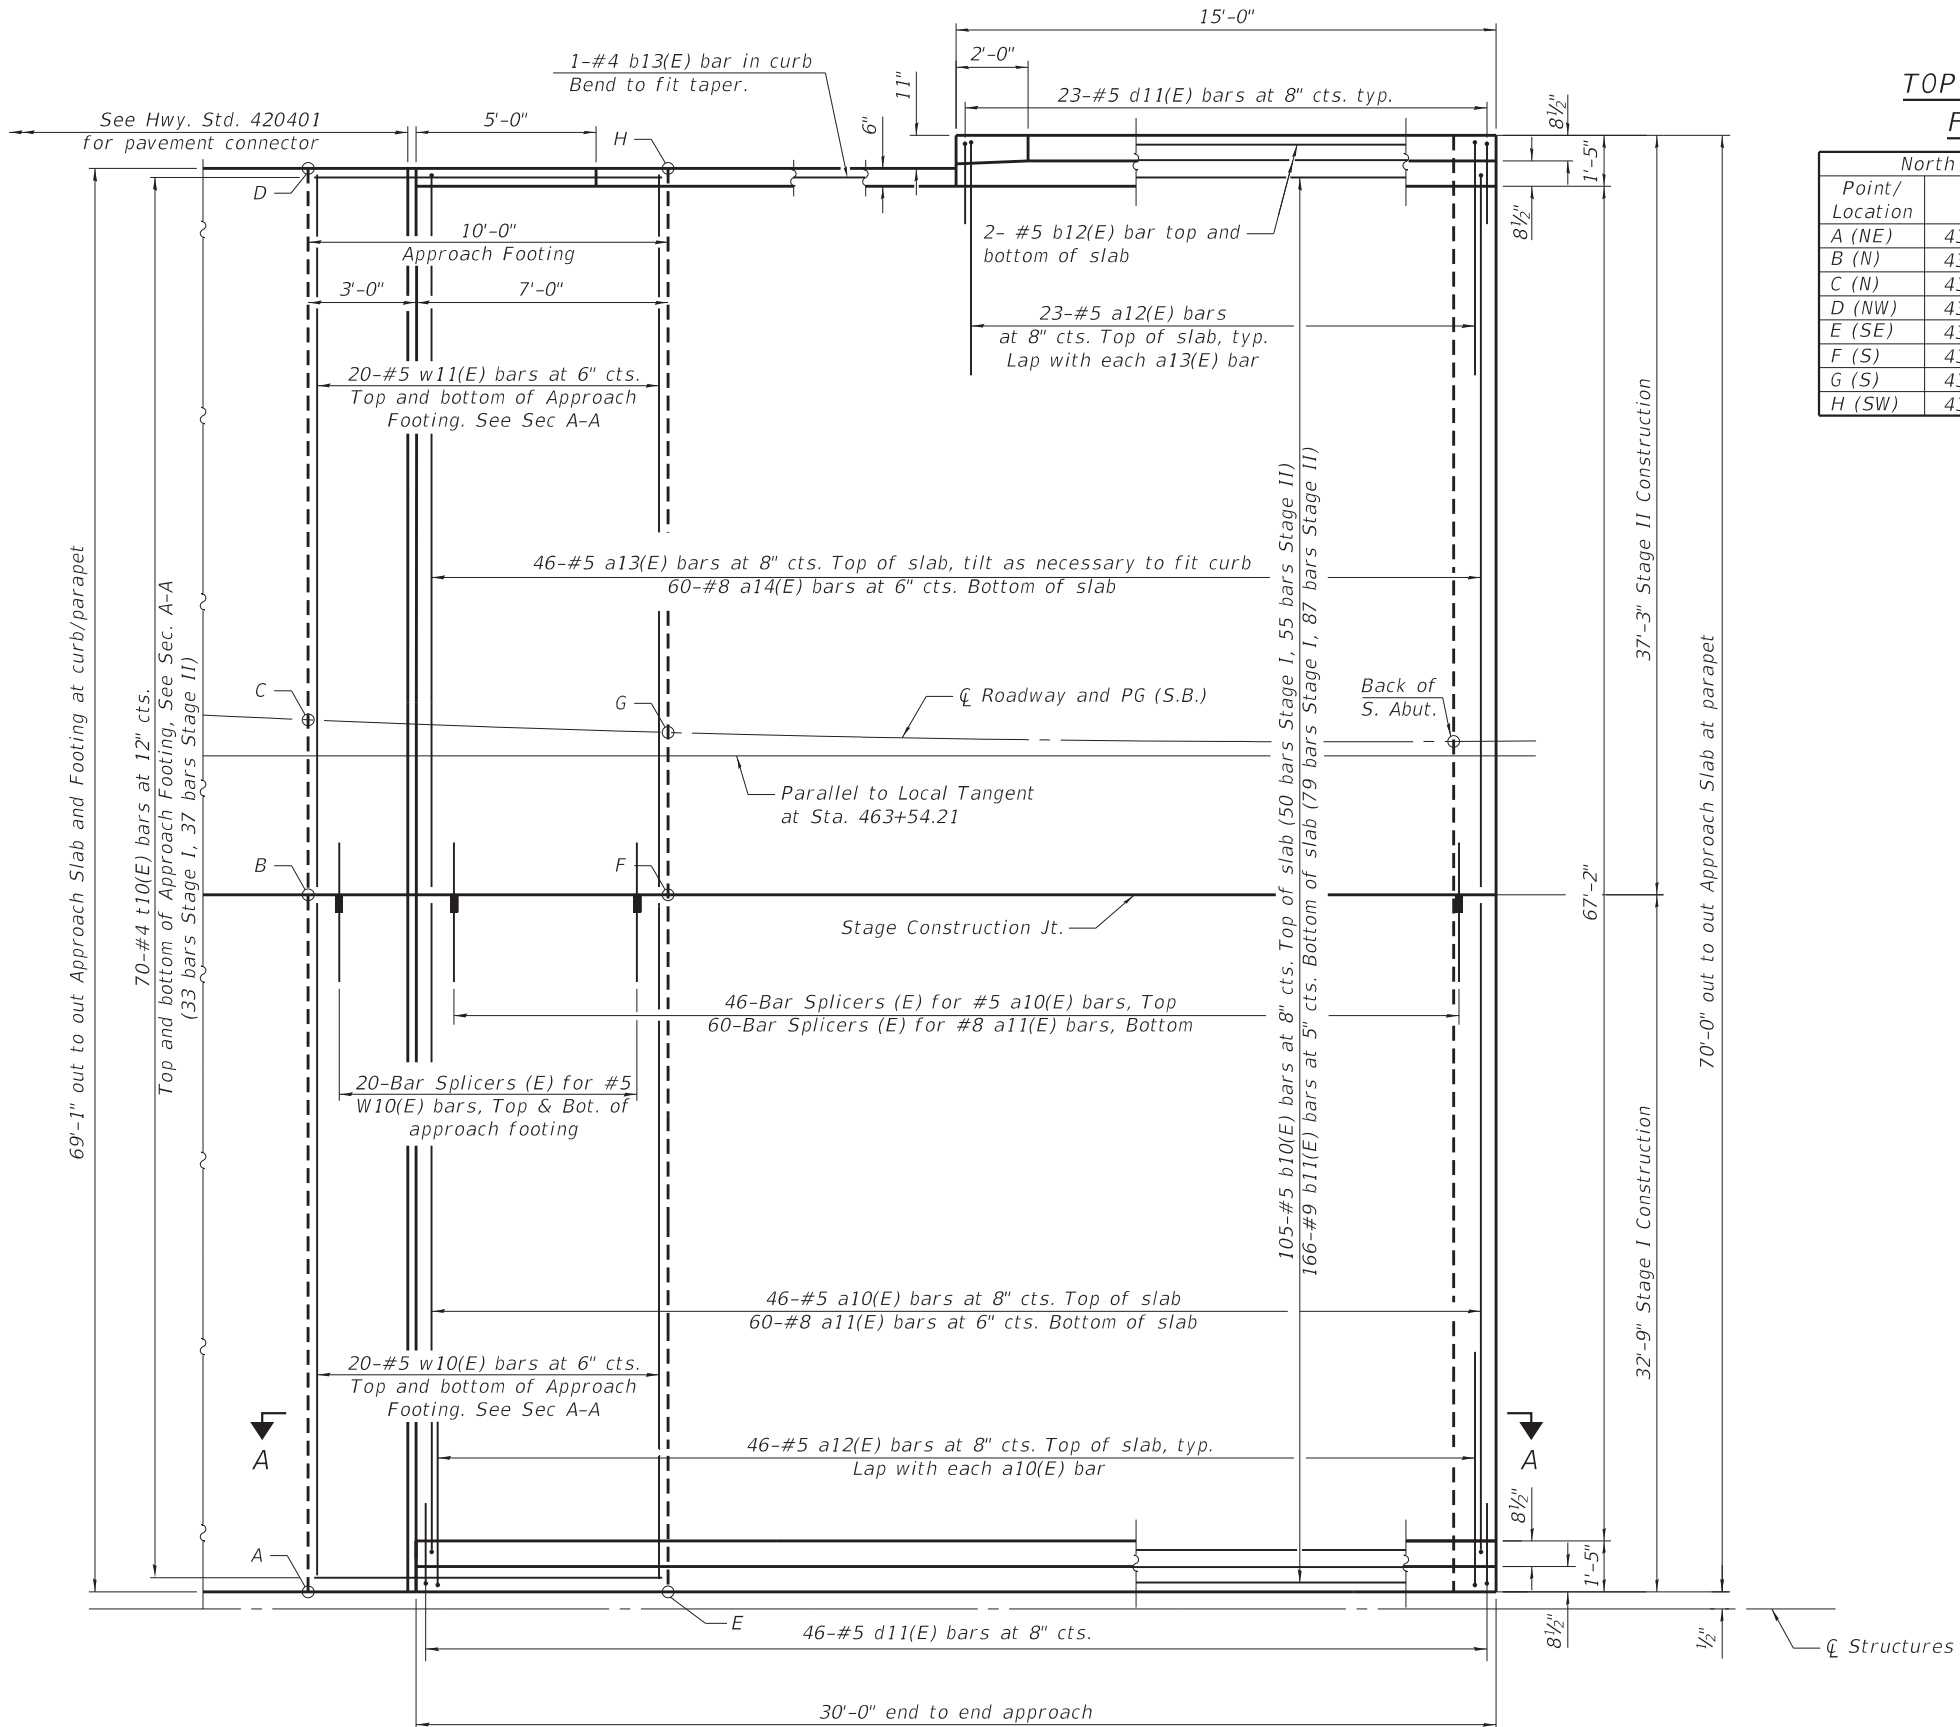 15'-0"
2'-0"
1-#4 b13(E) bar in curb
Bend to fit taper.
11"
23-#5 d11(E) bars at 8" cts. typ.
8½"
TOP
F
See Hwy. Std. 420401
for pavement connector
5'-0"
H
6"
1'-5"
North
Point/
Location
A (NE)
B (N)
C (N)
D (NW)
E (SE)
F (S)
G (S)
H (SW)
D
8½"
10'-0"
Approach Footing
2- #5 b12(E) bar top and
bottom of slab
3'-0"
7'-0"
23-#5 a12(E) bars
at 8" cts. Top of slab, typ.
Lap with each a13(E) bar
20-#5 w11(E) bars at 6" cts.
Top and bottom of Approach
Footing. See Sec A-A
46-#5 a13(E) bars at 8" cts. Top of slab, tilt as necessary to fit curb
60-#8 a14(E) bars at 6" cts. Bottom of slab
69'-1" out to out Approach Slab and Footing at curb/parapet
70-#4 t10(E) bars at 12" cts.
Top and bottom of Approach Footing, See Sec. A-A
(33 bars Stage I, 37 bars Stage II)
105-#5 b10(E) bars at 8" cts. Top of slab (50 bars Stage I, 55 bars Stage II)
166-#9 b11(E) bars at 5" cts. Bottom of slab (79 bars Stage I, 87 bars Stage II)
37'-3" Stage II Construction
70'-0" out to out Approach Slab at parapet
67'-2"
32'-9" Stage I Construction
C
G
℄ Roadway and PG (S.B.)
Back of
S. Abut.
Parallel to Local Tangent
at Sta. 463+54.21
B
F
Stage Construction Jt.
46-Bar Splicers (E) for #5 a10(E) bars, Top
60-Bar Splicers (E) for #8 a11(E) bars, Bottom
20-Bar Splicers (E) for #5
W10(E) bars, Top & Bot. of
approach footing
46-#5 a10(E) bars at 8" cts. Top of slab
60-#8 a11(E) bars at 6" cts. Bottom of slab
20-#5 w10(E) bars at 6" cts.
Top and bottom of Approach
Footing. See Sec A-A
A
A
46-#5 a12(E) bars at 8" cts. Top of slab, typ.
Lap with each a10(E) bar
8½"
1'-5"
A
E
46-#5 d11(E) bars at 8" cts.
8½"
½"
℄ Structures
30'-0" end to end approach